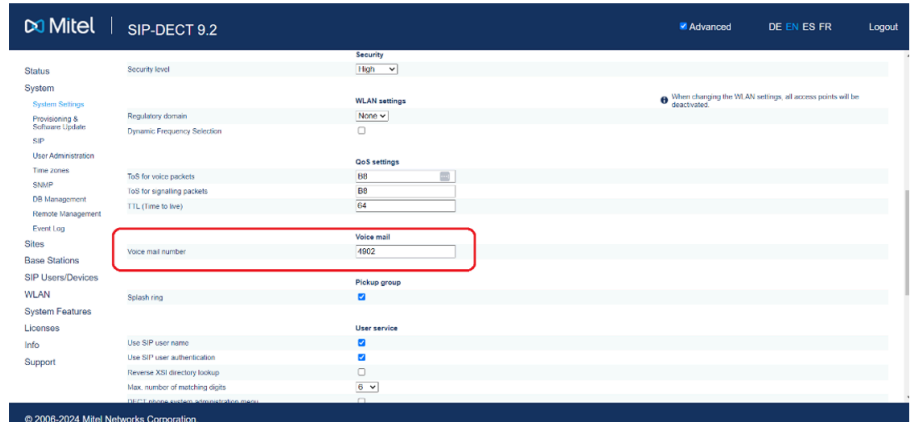 Mitel | SIP-DECT 9.2
Advanced DE EN ES FR Logout
Status
System
System Settings
Provisioning &
Software Update
SIP
User Administration
Time zones
SNMP
DB Management
Remote Management
Event Log
Sites
Base Stations
SIP Users/Devices
WLAN
System Features
Licenses
Info
Support
Security
Security level High
WLAN settings
When changing the WLAN settings, all access points will be
deactivated.
Regulatory domain None
Dynamic Frequency Selection
QoS settings
ToS for voice packets B8
ToS for signalling packets B8
TTL (Time to live) 64
Voice mail
Voice mail number 4902
Pickup group
Splash ring
User service
Use SIP user name
Use SIP user authentication
Reverse XSI directory lookup
Max. number of matching digits 6
DECT phone system administration menu
© 2006-2024 Mitel Networks Corporation